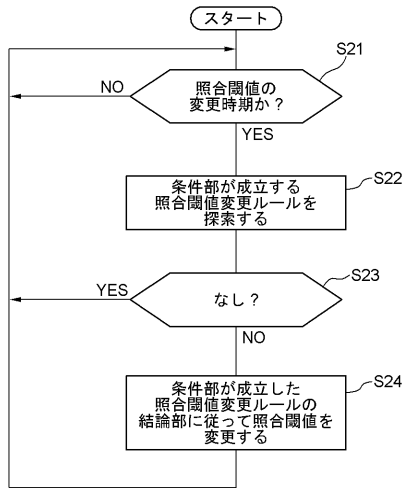 スタート
S21
照合閾値の
変更時期か？
NO
YES
S22
条件部が成立する
照合閾値変更ルールを
探索する
S23
なし？
YES
NO
S24
条件部が成立した
照合閾値変更ルールの
結論部に従って照合閾値を
変更する